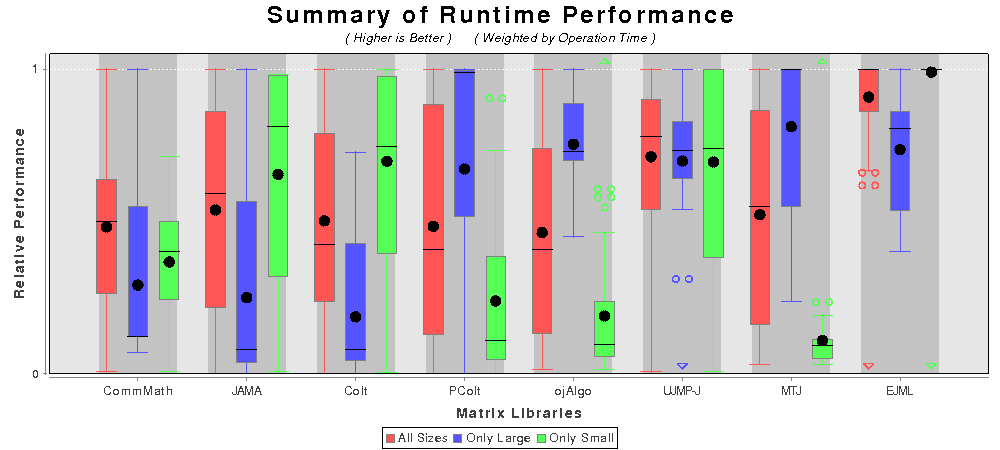 Summary of Runtime Performance
( Higher is Better ) ( Weighted by Operation Time )
1
Relative Performance
0
CommMath JAMA Colt PColt ojAlgo UJMP-J MTJ EJML
Matrix Libraries
All Sizes Only Large Only Small